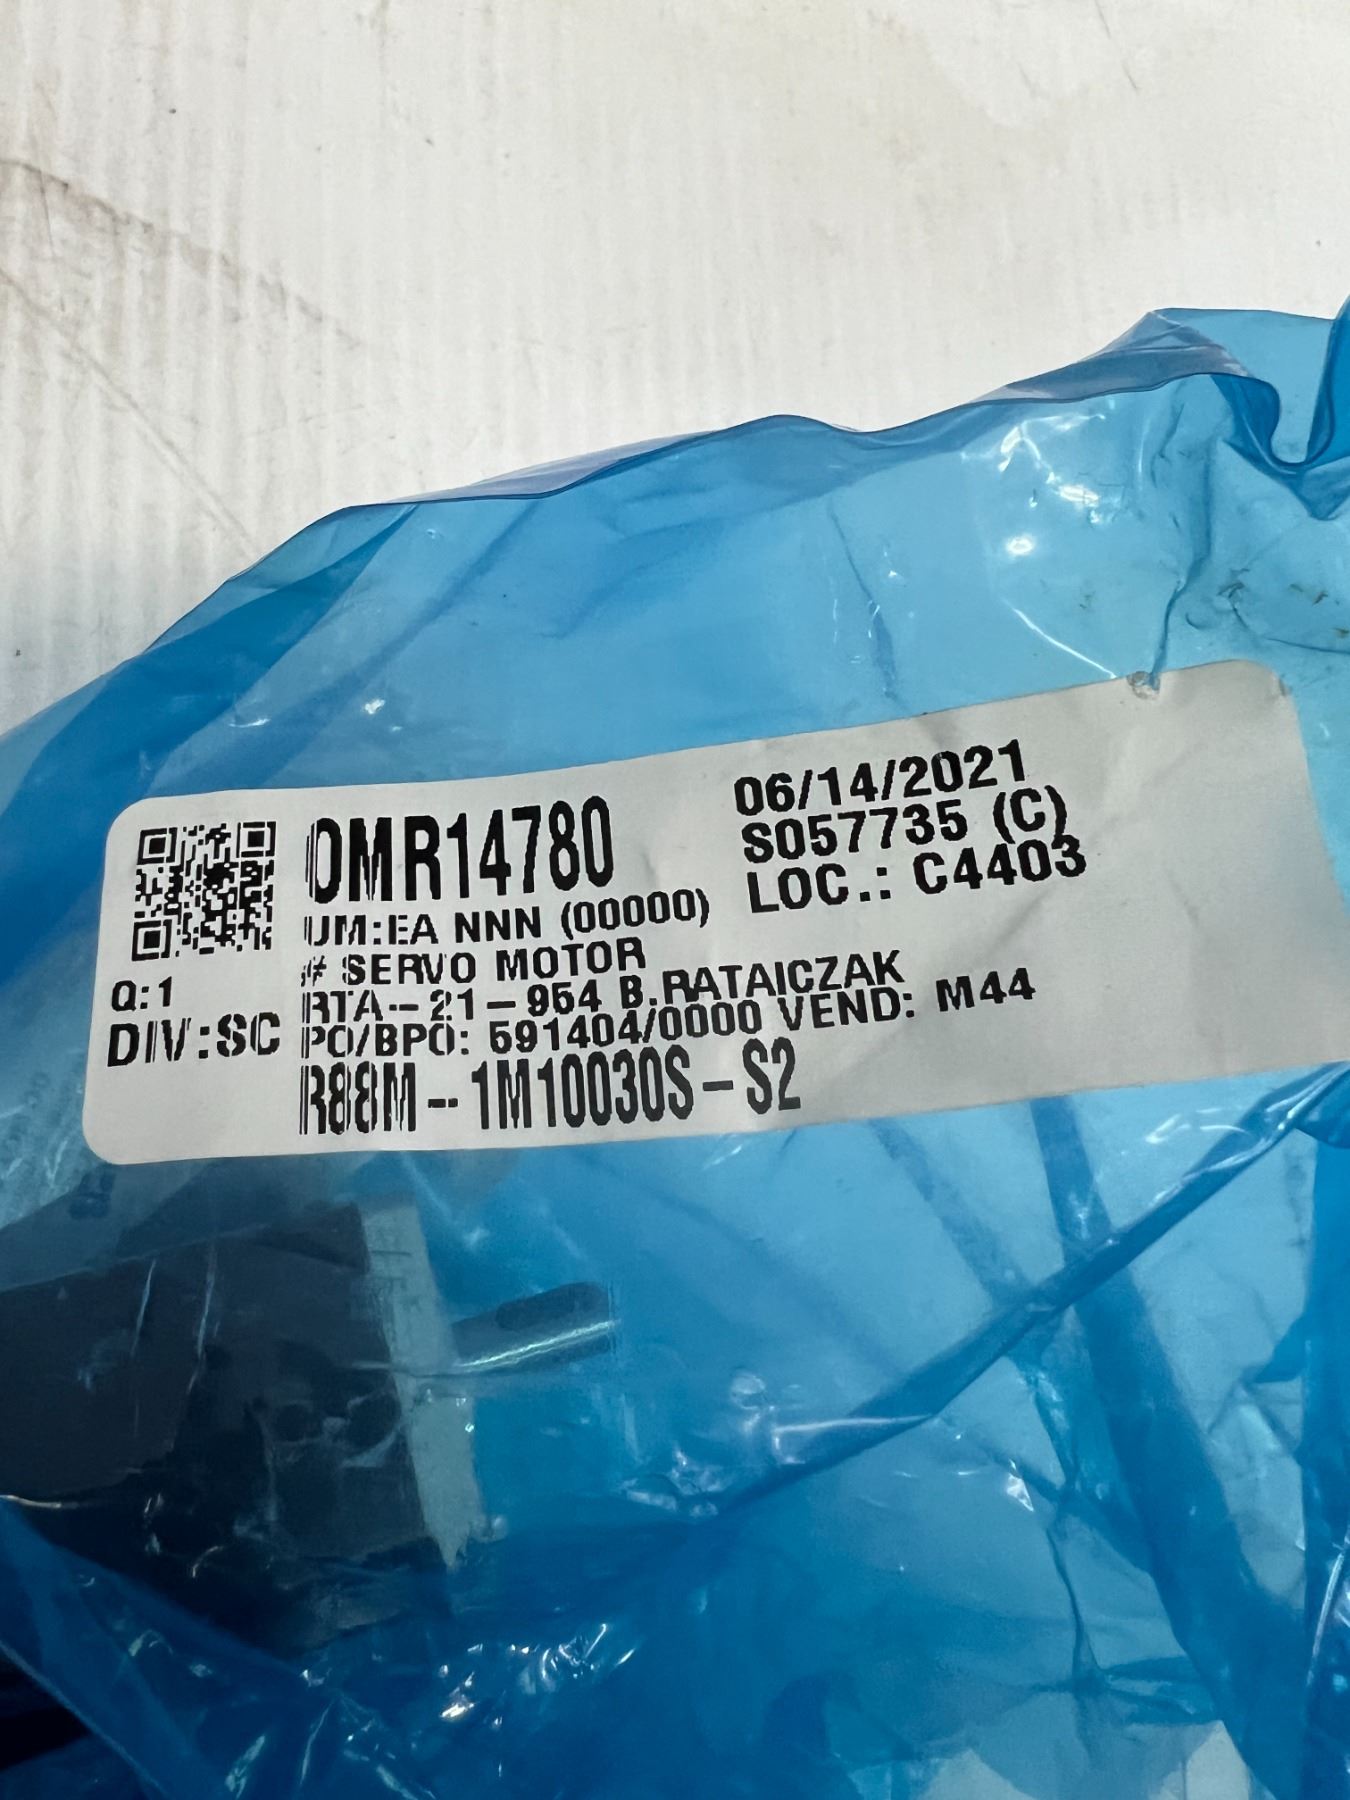 OMR14780
UM:EA NNN (00000)
# SERVO MOTOR
RTA-21-954 B.RATAICZAK
PO/BPO: 591404/0000 VEND: M44
R88M-1M10030S-S2
06/14/2021
S057735 (C)
LOC.: C4403
Q:1
DIV:SC